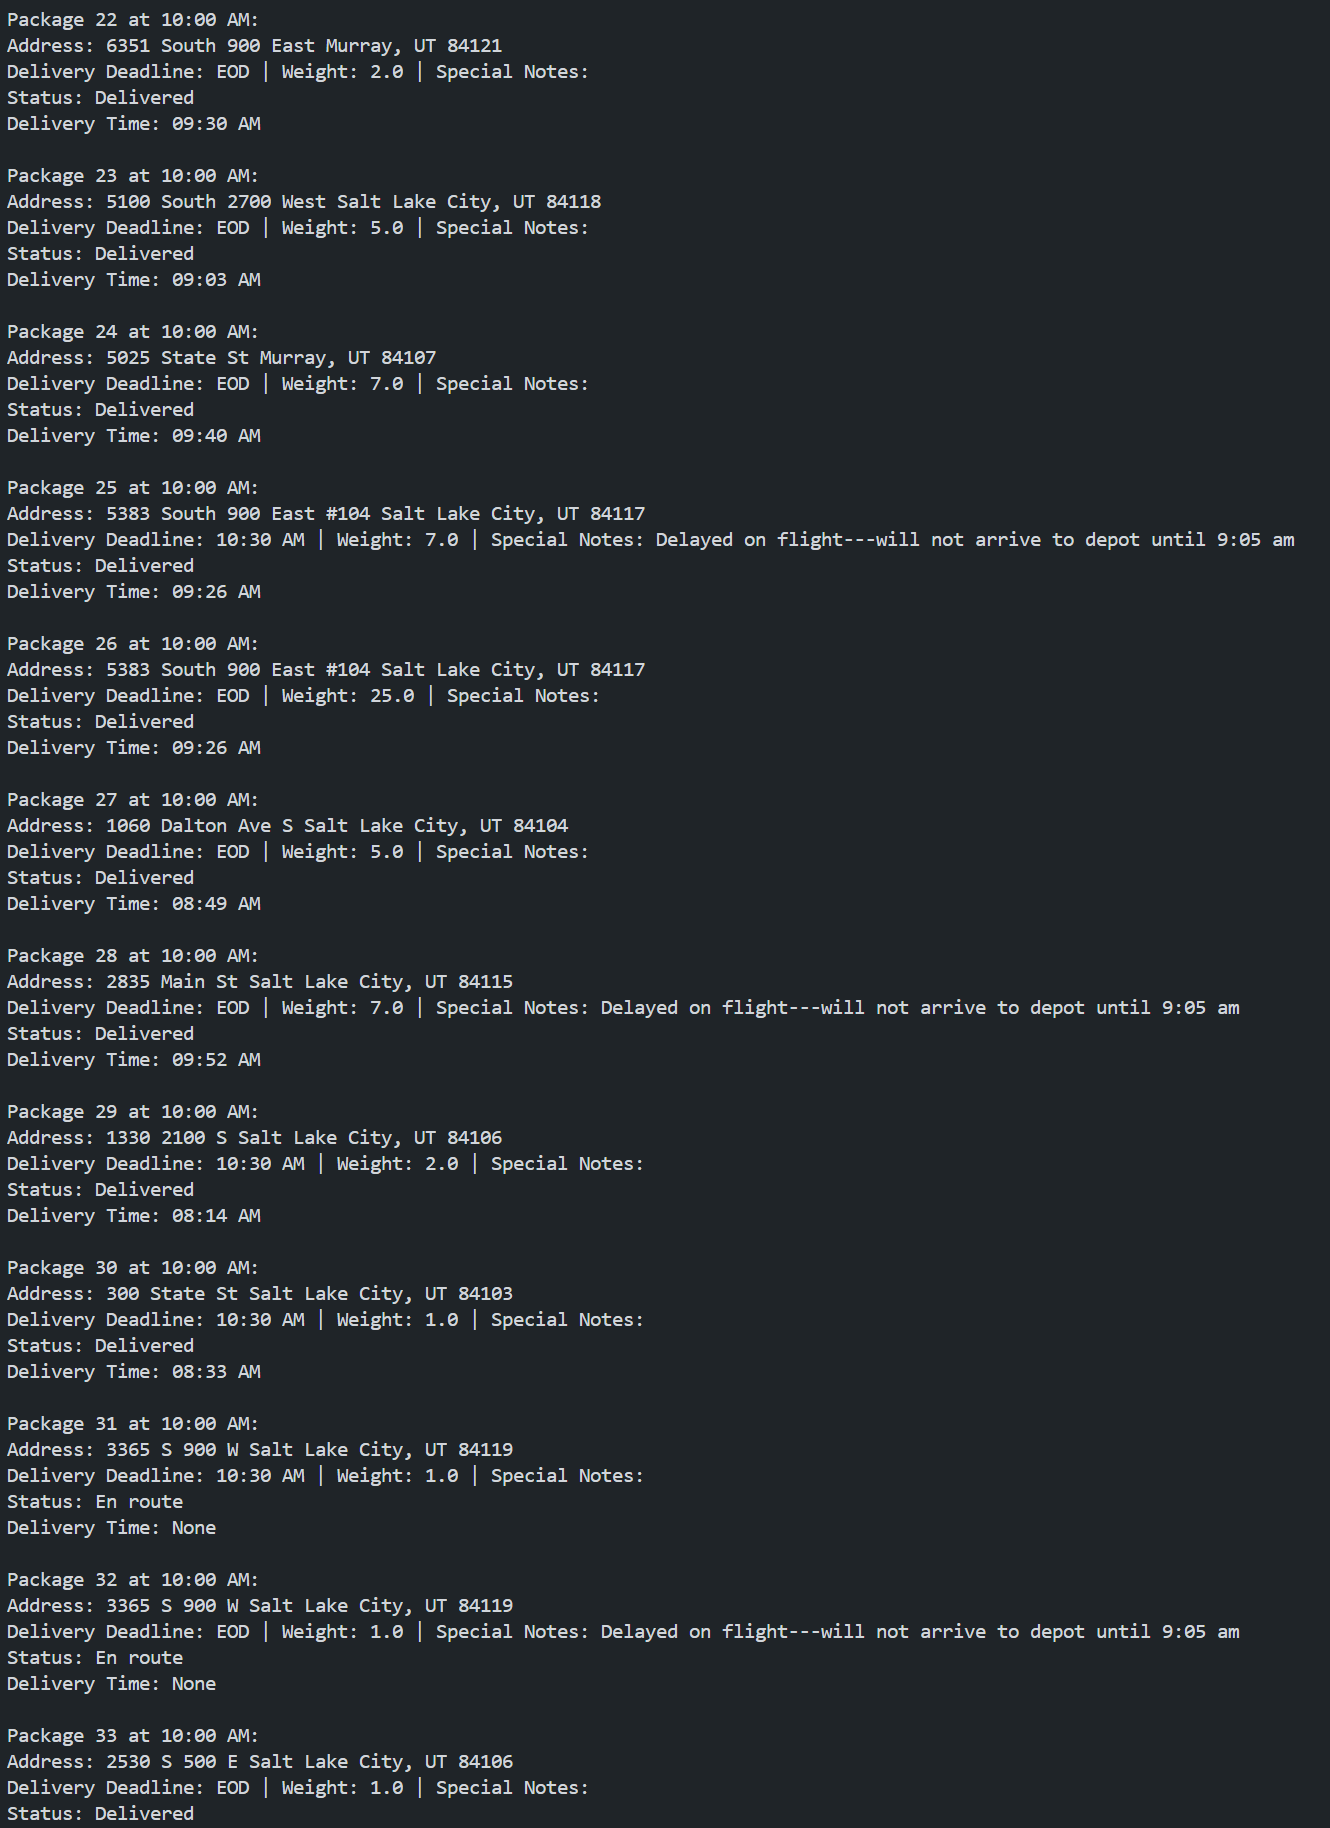 Package 22 at 10:00 AM:
Address: 6351 South 900 East Murray, UT 84121
Delivery Deadline: EOD | Weight: 2.0 | Special Notes:
Status: Delivered
Delivery Time: 09:30 AM

Package 23 at 10:00 AM:
Address: 5100 South 2700 West Salt Lake City, UT 84118
Delivery Deadline: EOD | Weight: 5.0 | Special Notes:
Status: Delivered
Delivery Time: 09:03 AM

Package 24 at 10:00 AM:
Address: 5025 State St Murray, UT 84107
Delivery Deadline: EOD | Weight: 7.0 | Special Notes:
Status: Delivered
Delivery Time: 09:40 AM

Package 25 at 10:00 AM:
Address: 5383 South 900 East #104 Salt Lake City, UT 84117
Delivery Deadline: 10:30 AM | Weight: 7.0 | Special Notes: Delayed on flight---will not arrive to depot until 9:05 am
Status: Delivered
Delivery Time: 09:26 AM

Package 26 at 10:00 AM:
Address: 5383 South 900 East #104 Salt Lake City, UT 84117
Delivery Deadline: EOD | Weight: 25.0 | Special Notes:
Status: Delivered
Delivery Time: 09:26 AM

Package 27 at 10:00 AM:
Address: 1060 Dalton Ave S Salt Lake City, UT 84104
Delivery Deadline: EOD | Weight: 5.0 | Special Notes:
Status: Delivered
Delivery Time: 08:49 AM

Package 28 at 10:00 AM:
Address: 2835 Main St Salt Lake City, UT 84115
Delivery Deadline: EOD | Weight: 7.0 | Special Notes: Delayed on flight---will not arrive to depot until 9:05 am
Status: Delivered
Delivery Time: 09:52 AM

Package 29 at 10:00 AM:
Address: 1330 2100 S Salt Lake City, UT 84106
Delivery Deadline: 10:30 AM | Weight: 2.0 | Special Notes:
Status: Delivered
Delivery Time: 08:14 AM

Package 30 at 10:00 AM:
Address: 300 State St Salt Lake City, UT 84103
Delivery Deadline: 10:30 AM | Weight: 1.0 | Special Notes:
Status: Delivered
Delivery Time: 08:33 AM

Package 31 at 10:00 AM:
Address: 3365 S 900 W Salt Lake City, UT 84119
Delivery Deadline: 10:30 AM | Weight: 1.0 | Special Notes:
Status: En route
Delivery Time: None

Package 32 at 10:00 AM:
Address: 3365 S 900 W Salt Lake City, UT 84119
Delivery Deadline: EOD | Weight: 1.0 | Special Notes: Delayed on flight---will not arrive to depot until 9:05 am
Status: En route
Delivery Time: None

Package 33 at 10:00 AM:
Address: 2530 S 500 E Salt Lake City, UT 84106
Delivery Deadline: EOD | Weight: 1.0 | Special Notes:
Status: Delivered